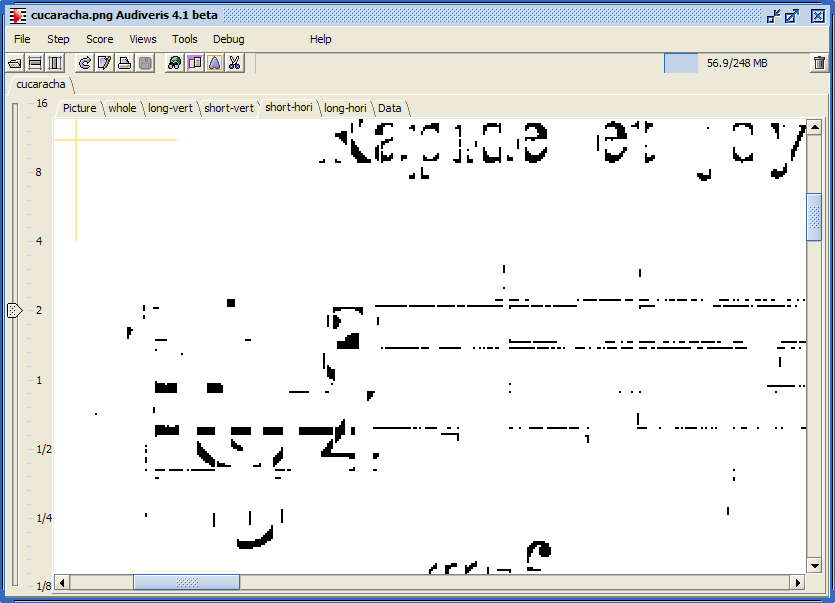 cucaracha.png Audiveris 4.1 beta
File Step Score Views Tools Debug Help
56.9/248 MB
cucaracha
16 Picture whole long-vert short-vert short-hori long-hori Data
8
4
2
1
1/2
1/4
1/8